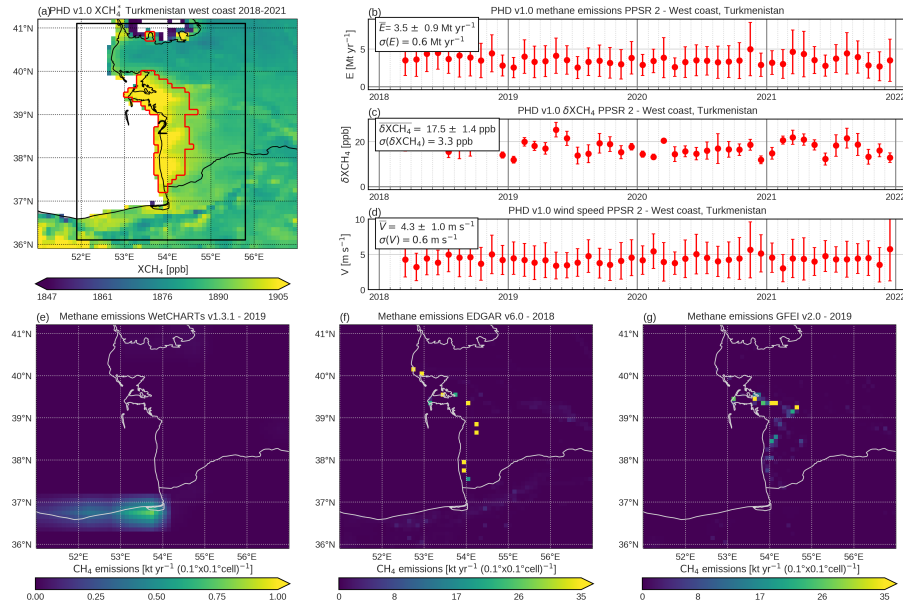 (a) PHD v1.0 XCH₄* Turkmenistan west coast 2018-2021
41°N
40°N
39°N
38°N
37°N
36°N
2
52°E 53°E 54°E 55°E 56°E
XCH₄ [ppb]
1847 1861 1876 1890 1905
(b) PHD v1.0 methane emissions PPSR 2 - West coast, Turkmenistan
E= 3.5 ± 0.9 Mt yr⁻¹
σ(E) = 0.6 Mt yr⁻¹
E [Mt yr⁻¹]
5
0
2018 2019 2020 2021 2022
(c) PHD v1.0 δXCH₄ PPSR 2 - West coast, Turkmenistan
δXCH₄ = 17.5 ± 1.4 ppb
σ(δXCH₄) = 3.3 ppb
δXCH₄ [ppb]
20
0
2018 2019 2020 2021 2022
(d) PHD v1.0 wind speed PPSR 2 - West coast, Turkmenistan
V = 4.3 ± 1.0 m s⁻¹
σ(V) = 0.6 m s⁻¹
V [m s⁻¹]
10
5
0
2018 2019 2020 2021 2022
(e) Methane emissions WetCHARTs v1.3.1 - 2019
41°N
40°N
39°N
38°N
37°N
36°N
52°E 53°E 54°E 55°E 56°E
CH₄ emissions [kt yr⁻¹ (0.1°x0.1°cell)⁻¹]
0.00 0.25 0.50 0.75 1.00
(f) Methane emissions EDGAR v6.0 - 2018
41°N
40°N
39°N
38°N
37°N
36°N
52°E 53°E 54°E 55°E 56°E
CH₄ emissions [kt yr⁻¹ (0.1°x0.1°cell)⁻¹]
0 8 17 26 35
(g) Methane emissions GFEI v2.0 - 2019
41°N
40°N
39°N
38°N
37°N
36°N
52°E 53°E 54°E 55°E 56°E
CH₄ emissions [kt yr⁻¹ (0.1°x0.1°cell)⁻¹]
0 8 17 26 35